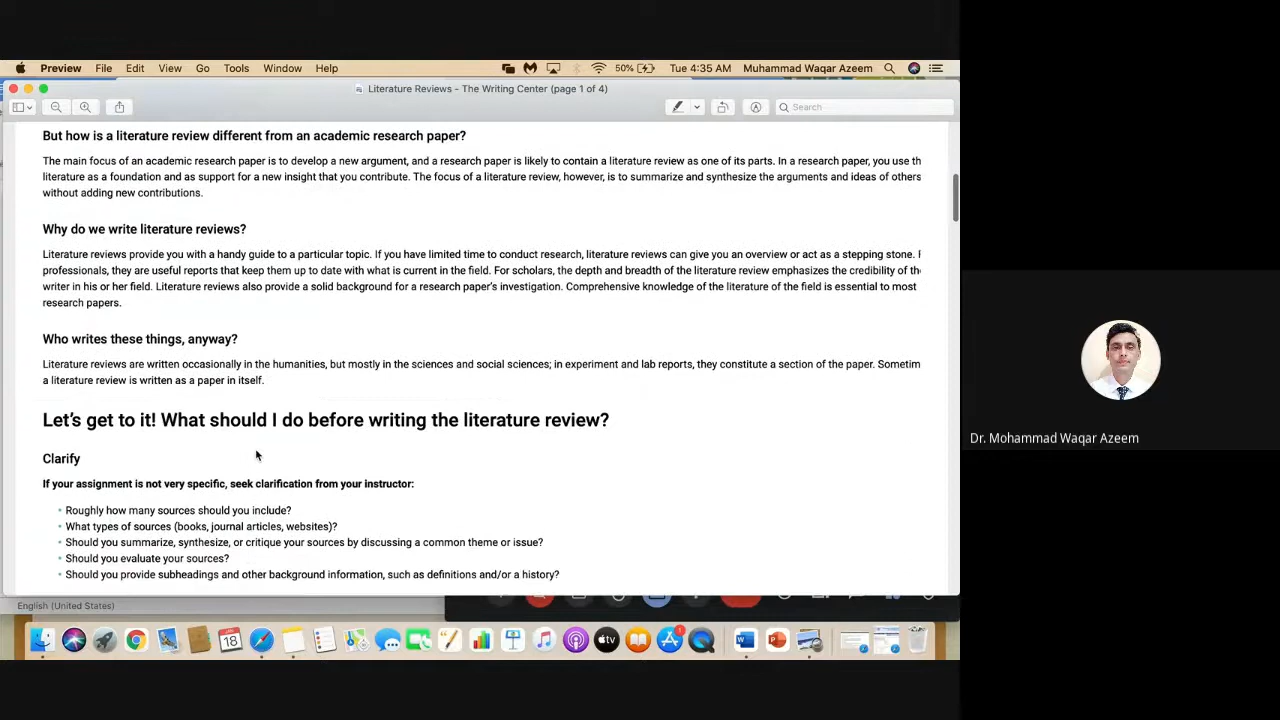 Preview File Edit View Go Tools Window Help 50% Tue 4:35 AM Muhammad Waqar Azeem
Literature Reviews - The Writing Center (page 1 of 4)
Search
But how is a literature review different from an academic research paper?
The main focus of an academic research paper is to develop a new argument, and a research paper is likely to contain a literature review as one of its parts. In a research paper, you use th
literature as a foundation and as support for a new insight that you contribute. The focus of a literature review, however, is to summarize and synthesize the arguments and ideas of others
without adding new contributions.
Why do we write literature reviews?
Literature reviews provide you with a handy guide to a particular topic. If you have limited time to conduct research, literature reviews can give you an overview or act as a stepping stone.
professionals, they are useful reports that keep them up to date with what is current in the field. For scholars, the depth and breadth of the literature review emphasizes the credibility of th
writer in his or her field. Literature reviews also provide a solid background for a research paper's investigation. Comprehensive knowledge of the literature of the field is essential to most
research papers.
Who writes these things, anyway?
Literature reviews are written occasionally in the humanities, but mostly in the sciences and social sciences; in experiment and lab reports, they constitute a section of the paper. Sometim
a literature review is written as a paper in itself.
Let's get to it! What should I do before writing the literature review?
Clarify
If your assignment is not very specific, seek clarification from your instructor:
• Roughly how many sources should you include?
• What types of sources (books, journal articles, websites)?
• Should you summarize, synthesize, or critique your sources by discussing a common theme or issue?
• Should you evaluate your sources?
• Should you provide subheadings and other background information, such as definitions and/or a history?
English (United States)
Dr. Mohammad Waqar Azeem